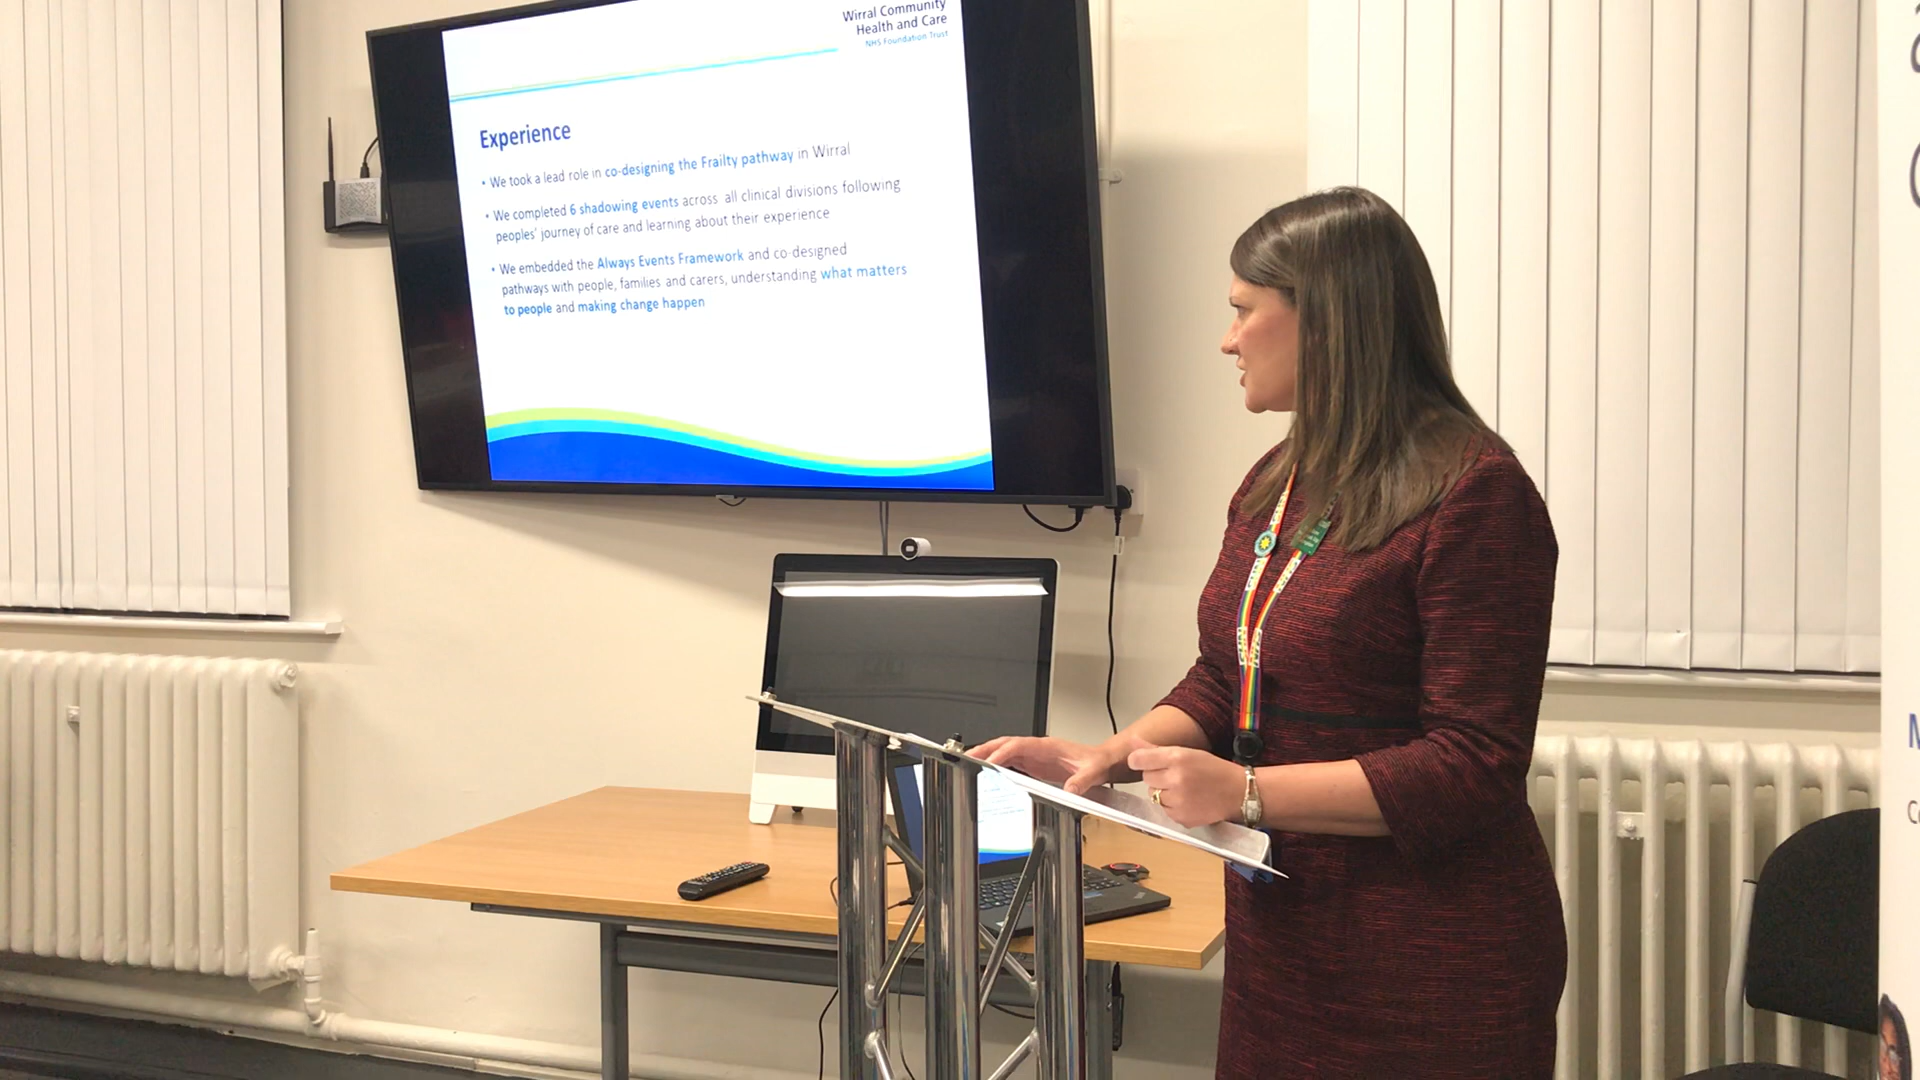 Wirral Community
Health and Care
NHS Foundation Trust
Experience
• We took a lead role in co-designing the Frailty pathway in Wirral
• We completed 6 shadowing events across all clinical divisions following
peoples' journey of care and learning about their experience
• We embedded the Always Events Framework and co-designed
pathways with people, families and carers, understanding what matters
to people and making change happen